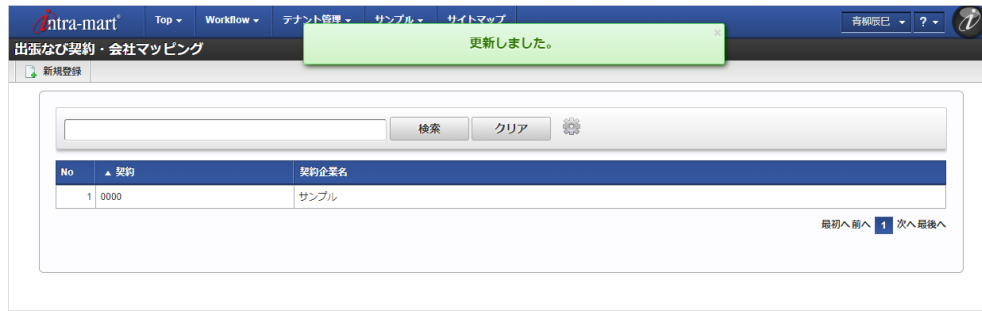 intra-mart® Top Workflow テナント管理 サンプル サイトマップ 青柳辰巳 ?
更新しました。 ×
出張なび契約・会社マッピング
新規登録
検索 クリア
No ▲ 契約 契約企業名
1 0000 サンプル
最初へ 前へ 1 次へ 最後へ